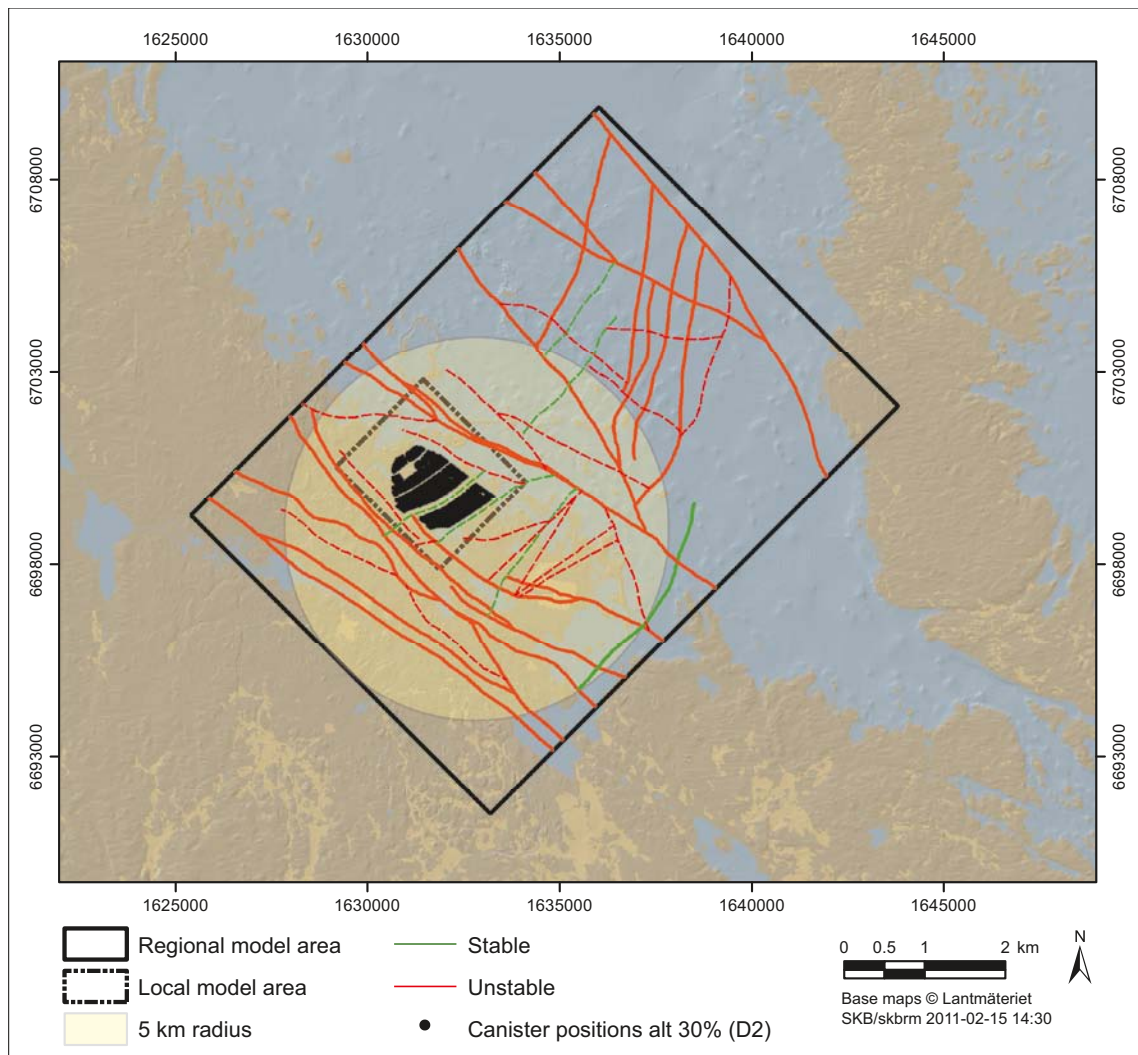 1625000 1630000 1635000 1640000 1645000
6708000 6708000
6703000 6703000
6698000 6698000
6693000 6693000
1625000 1630000 1635000 1640000 1645000
Regional model area
Local model area
5 km radius
Stable
Unstable
Canister positions alt 30% (D2)
0 0.5 1 2 km
N
Base maps © Lantmäteriet
SKB/skbrm 2011-02-15 14:30